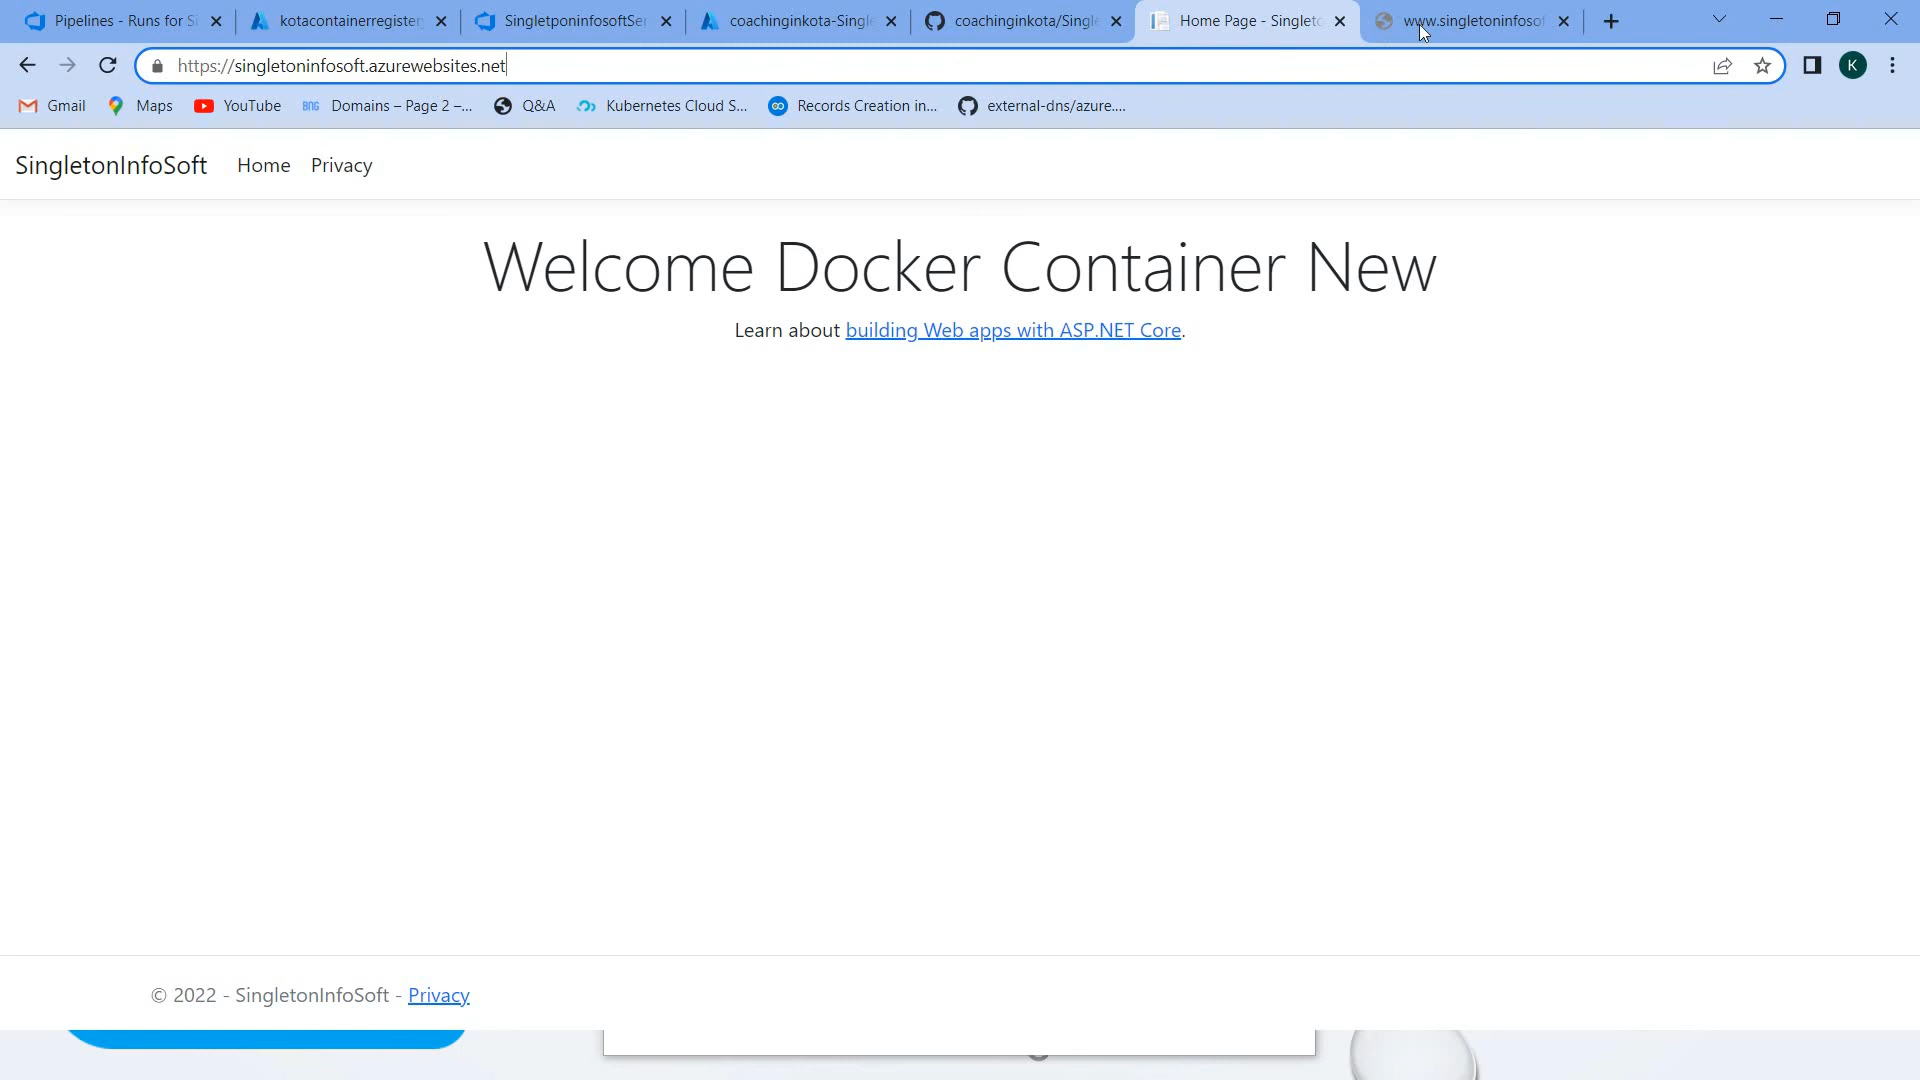 Pipelines - Runs for Si
kotacontainerregister
SingletponinfosoftSer
coachinginkota-Single
coachinginkota/Single
Home Page - Singleto
www.singletoninfosof
https://singletoninfosoft.azurewebsites.net
K
Gmail
Maps
YouTube
BNG
Domains – Page 2 –...
Q&A
Kubernetes Cloud S...
Records Creation in...
external-dns/azure....
SingletonInfoSoft
Home
Privacy
Welcome Docker Container New
Learn about building Web apps with ASP.NET Core.
© 2022 - SingletonInfoSoft - Privacy